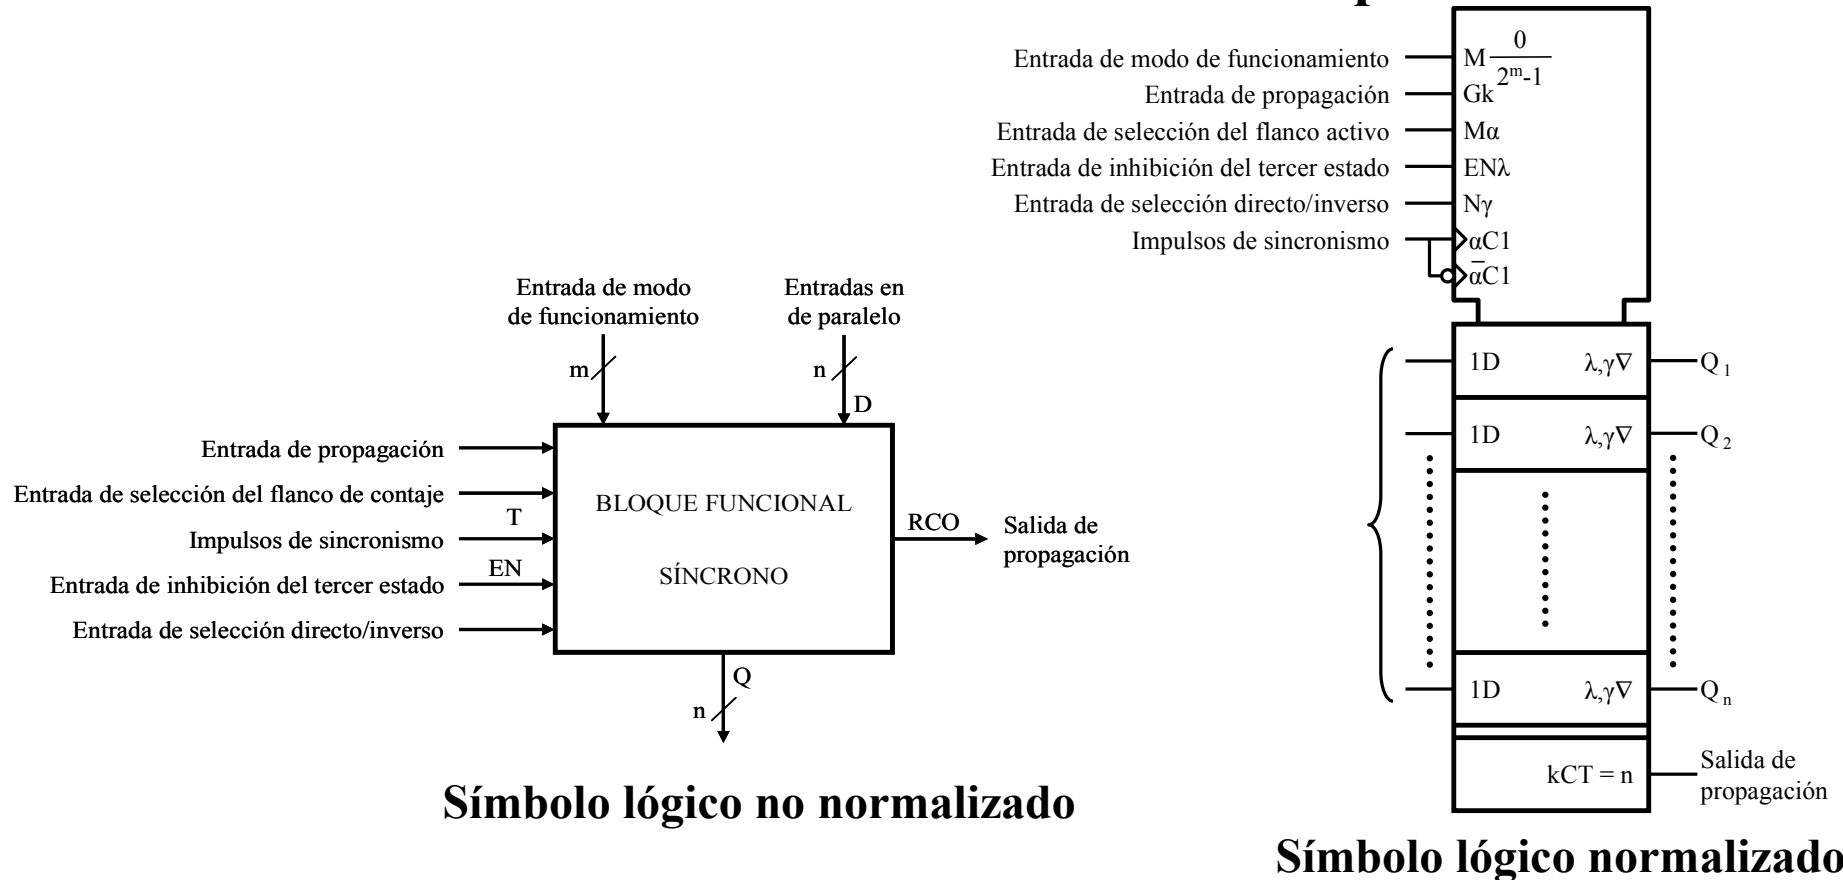 Entrada de modo
de funcionamiento
Entradas en
de paralelo
m
n
D
Entrada de propagación
Entrada de selección del flanco de contaje
T
Impulsos de sincronismo
EN
Entrada de inhibición del tercer estado
Entrada de selección directo/inverso
BLOQUE FUNCIONAL
SÍNCRONO
RCO
Salida de
propagación
Q
n
Símbolo lógico no normalizado
Entrada de modo de funcionamiento
M 0/2^m-1
Entrada de propagación
Gk
Entrada de selección del flanco activo
Mα
Entrada de inhibición del tercer estado
ENλ
Entrada de selección directo/inverso
Nγ
Impulsos de sincronismo
αC1
α̅C1
1D λ,γ∇ Q1
1D λ,γ∇ Q2
1D λ,γ∇ Qn
kCT = n
Salida de
propagación
Símbolo lógico normalizado